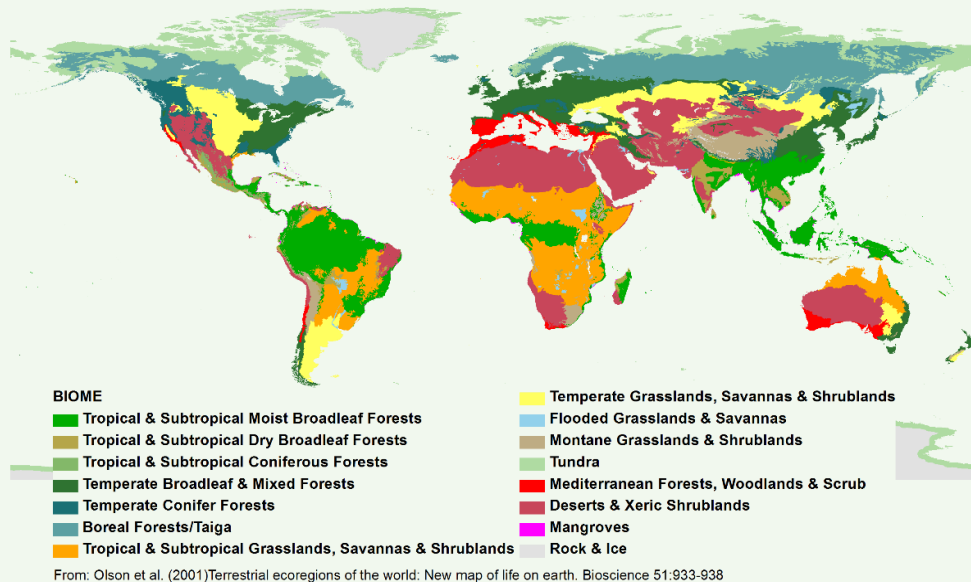 BIOME
Tropical & Subtropical Moist Broadleaf Forests
Tropical & Subtropical Dry Broadleaf Forests
Tropical & Subtropical Coniferous Forests
Temperate Broadleaf & Mixed Forests
Temperate Conifer Forests
Boreal Forests/Taiga
Tropical & Subtropical Grasslands, Savannas & Shrublands
Temperate Grasslands, Savannas & Shrublands
Flooded Grasslands & Savannas
Montane Grasslands & Shrublands
Tundra
Mediterranean Forests, Woodlands & Scrub
Deserts & Xeric Shrublands
Mangroves
Rock & Ice
From: Olson et al. (2001)Terrestrial ecoregions of the world: New map of life on earth. Bioscience 51:933-938